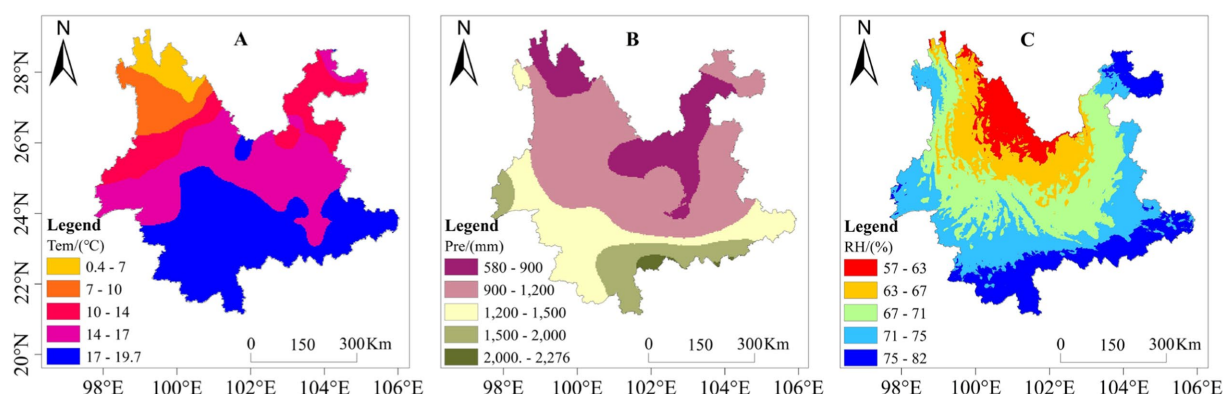 N
A
28°N
26°N
24°N
22°N
20°N
Legend
Tem/(℃)
0.4 - 7
7 - 10
10 - 14
14 - 17
17 - 19.7
0 150 300Km
98°E 100°E 102°E 104°E 106°E
N
B
Legend
Pre/(mm)
580 - 900
900 - 1,200
1,200 - 1,500
1,500 - 2,000
2,000. - 2,276
0 150 300Km
98°E 100°E 102°E 104°E 106°E
N
C
Legend
RH/(%)
57 - 63
63 - 67
67 - 71
71 - 75
75 - 82
0 150 300Km
98°E 100°E 102°E 104°E 106°E